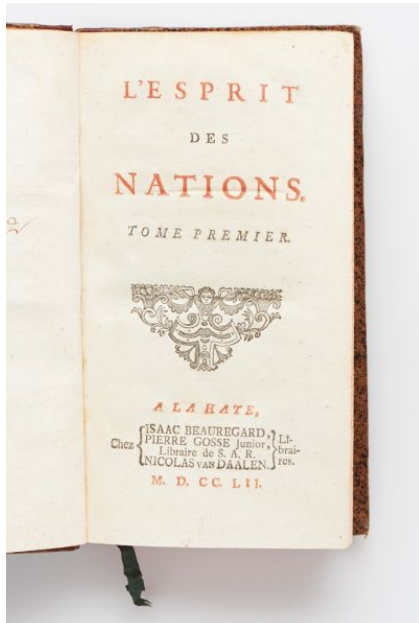 L'ESPRIT
DES
NATIONS.
TOME PREMIER.
A LA HAYE,
Chez
ISAAC BEAUREGARD,
PIERRE GOSSE Junior,
Libraire de S. A. R.
NICOLAS VAN DAALEN.
Li-
brai-
res.
M. D. CC. LII.